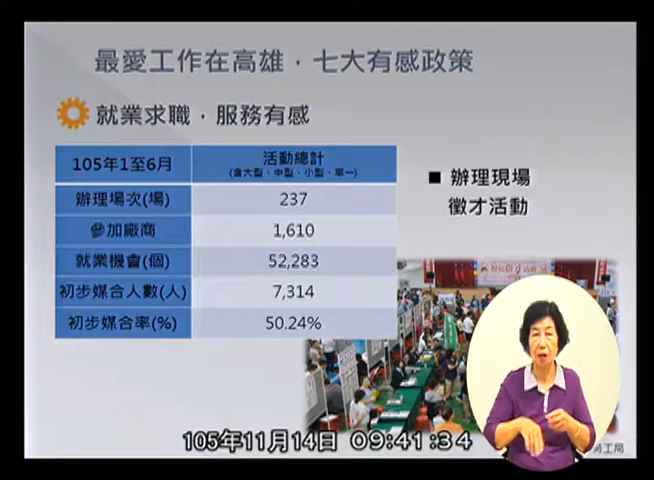 最愛工作在高雄，七大有感政策
就業求職，服務有感
105年1至6月 活動總計
(含大型、中型、小型、單一)
辦理場次(場) 237
參加廠商 1,610
就業機會(個) 52,283
初步媒合人數(人) 7,314
初步媒合率(%) 50.24%
■ 辦理現場
徵才活動
105年11月14日 09:41:34
勞工局